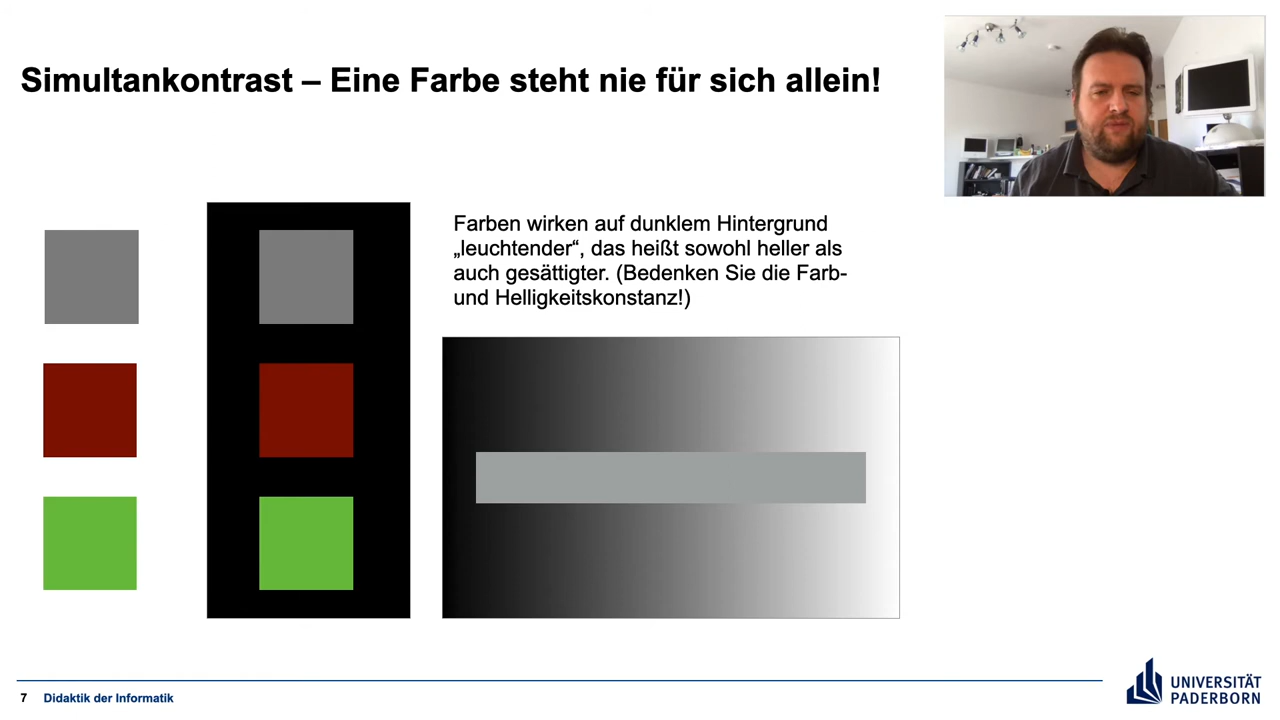 Simultankontrast – Eine Farbe steht nie für sich allein!
Farben wirken auf dunklem Hintergrund
„leuchtender“, das heißt sowohl heller als
auch gesättigter. (Bedenken Sie die Farb-
und Helligkeitskonstanz!)
7 Didaktik der Informatik
UNIVERSITÄT
PADERBORN